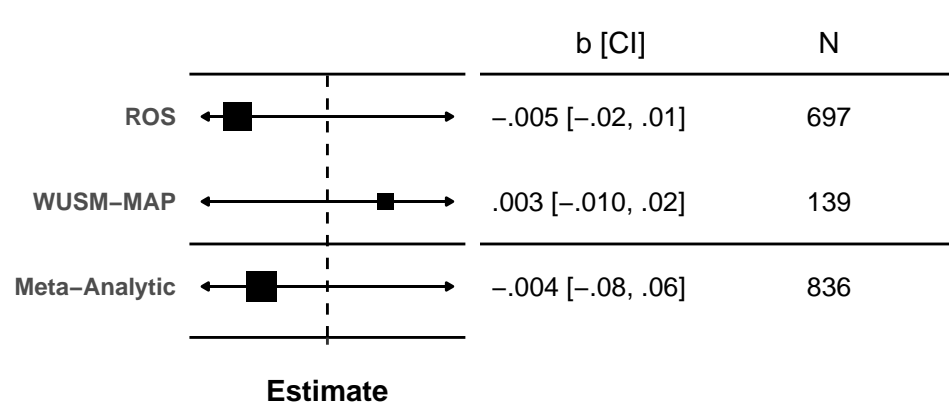 b [CI] N
ROS −.005 [−.02, .01] 697
WUSM−MAP .003 [−.010, .02] 139
Meta−Analytic −.004 [−.08, .06] 836
Estimate